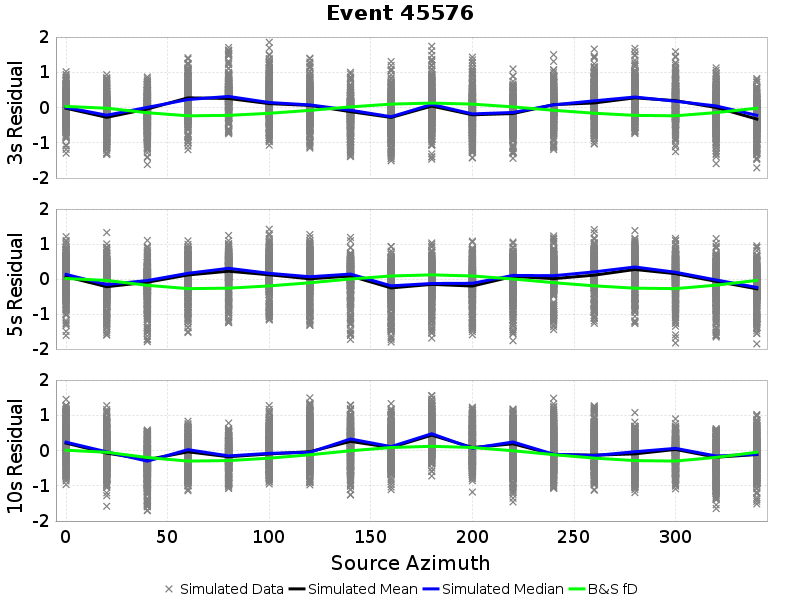 Event 45576
3s Residual
2
1
0
-1
-2
5s Residual
2
1
0
-1
-2
10s Residual
2
1
0
-1
-2
0 50 100 150 200 250 300
Source Azimuth
Simulated Data Simulated Mean Simulated Median B&S fD